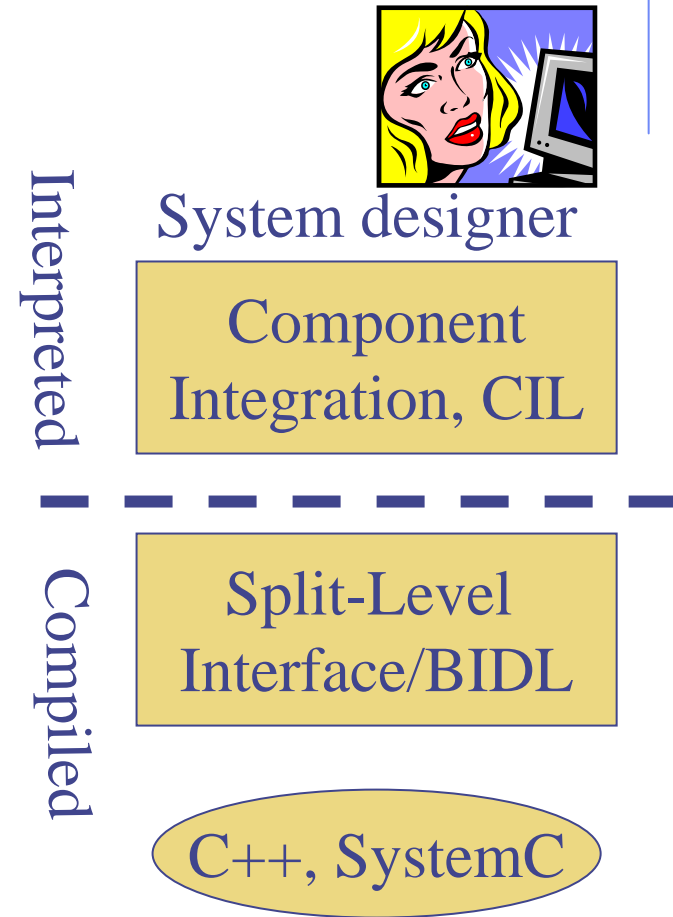 System designer
Interpreted
Component
Integration, CIL
Compiled
Split-Level
Interface/BIDL
C++, SystemC